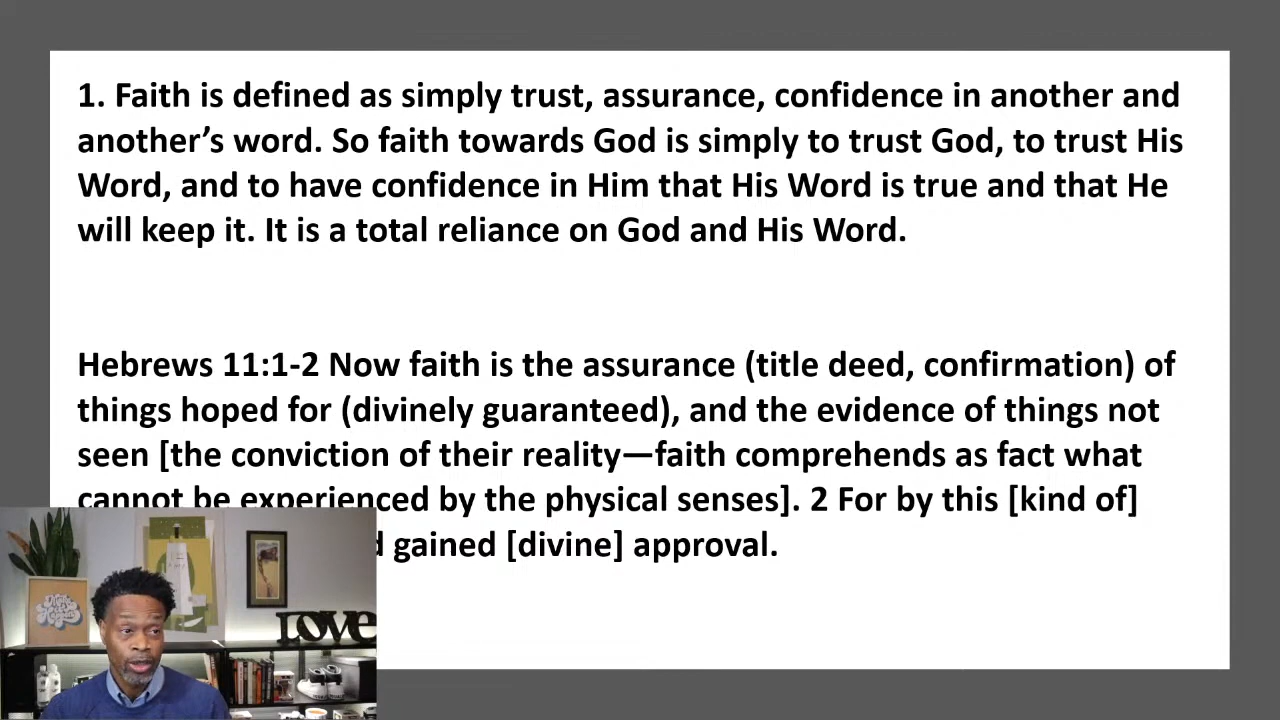 1. Faith is defined as simply trust, assurance, confidence in another and
another’s word. So faith towards God is simply to trust God, to trust His
Word, and to have confidence in Him that His Word is true and that He
will keep it. It is a total reliance on God and His Word.
Hebrews 11:1-2 Now faith is the assurance (title deed, confirmation) of
things hoped for (divinely guaranteed), and the evidence of things not
seen [the conviction of their reality—faith comprehends as fact what
cannot be experienced by the physical senses]. 2 For by this [kind of]
gained [divine] approval.
love